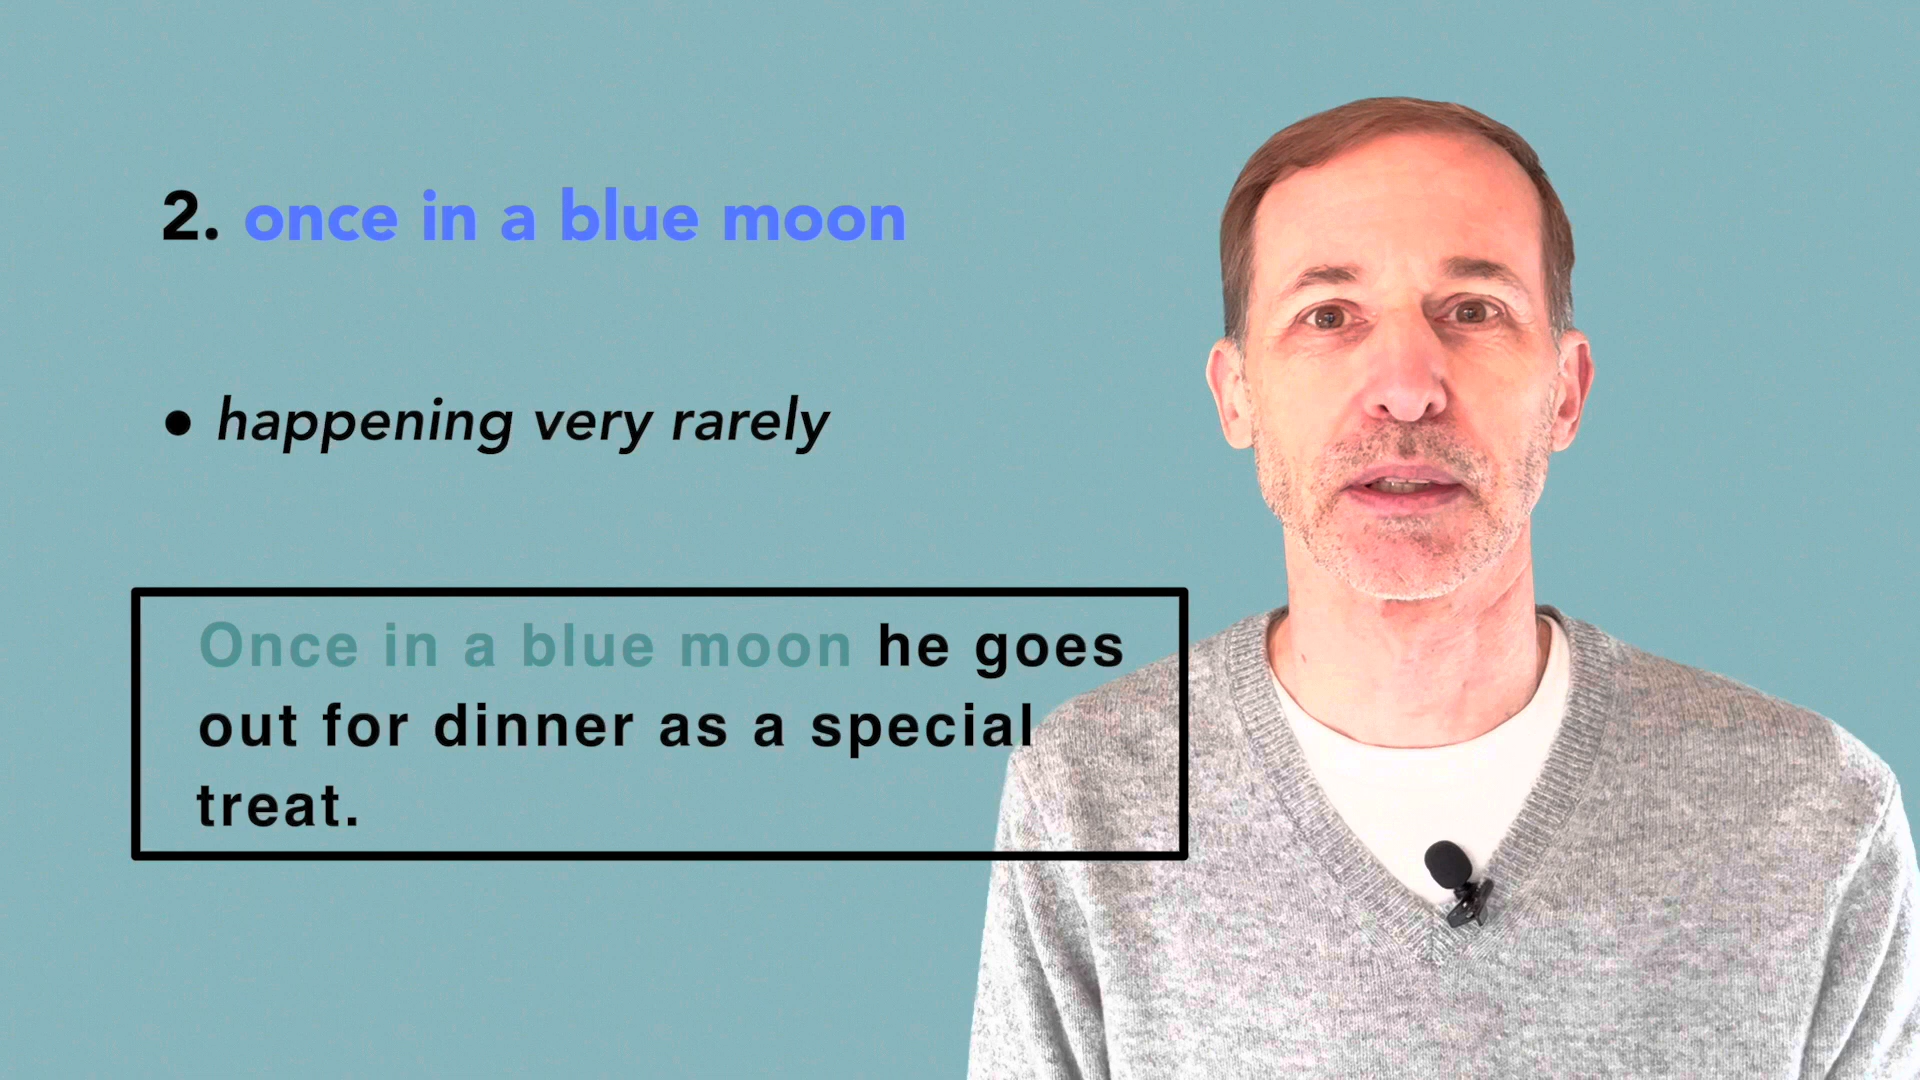 2. once in a blue moon
• happening very rarely
Once in a blue moon he goes
out for dinner as a special
treat.